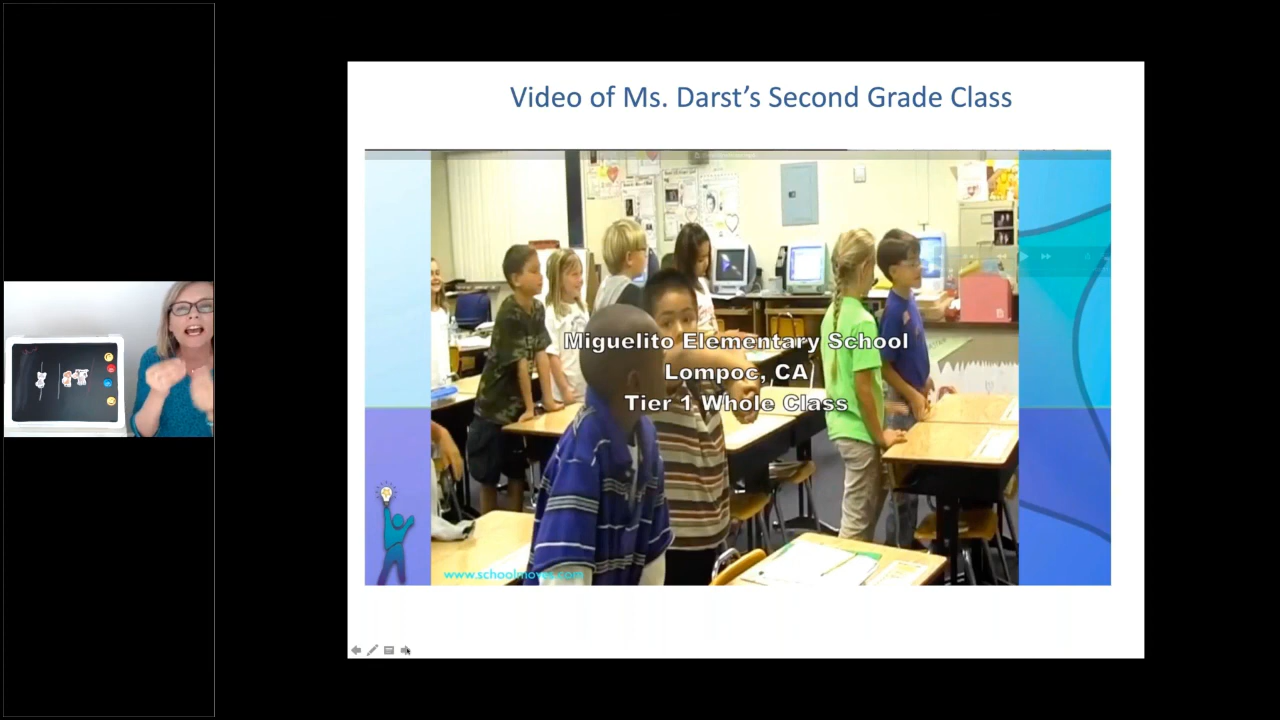 Video of Ms. Darst’s Second Grade Class
Miguelito Elementary School
Lompoc, CA
Tier 1 Whole Class
www.schoolmoves.com